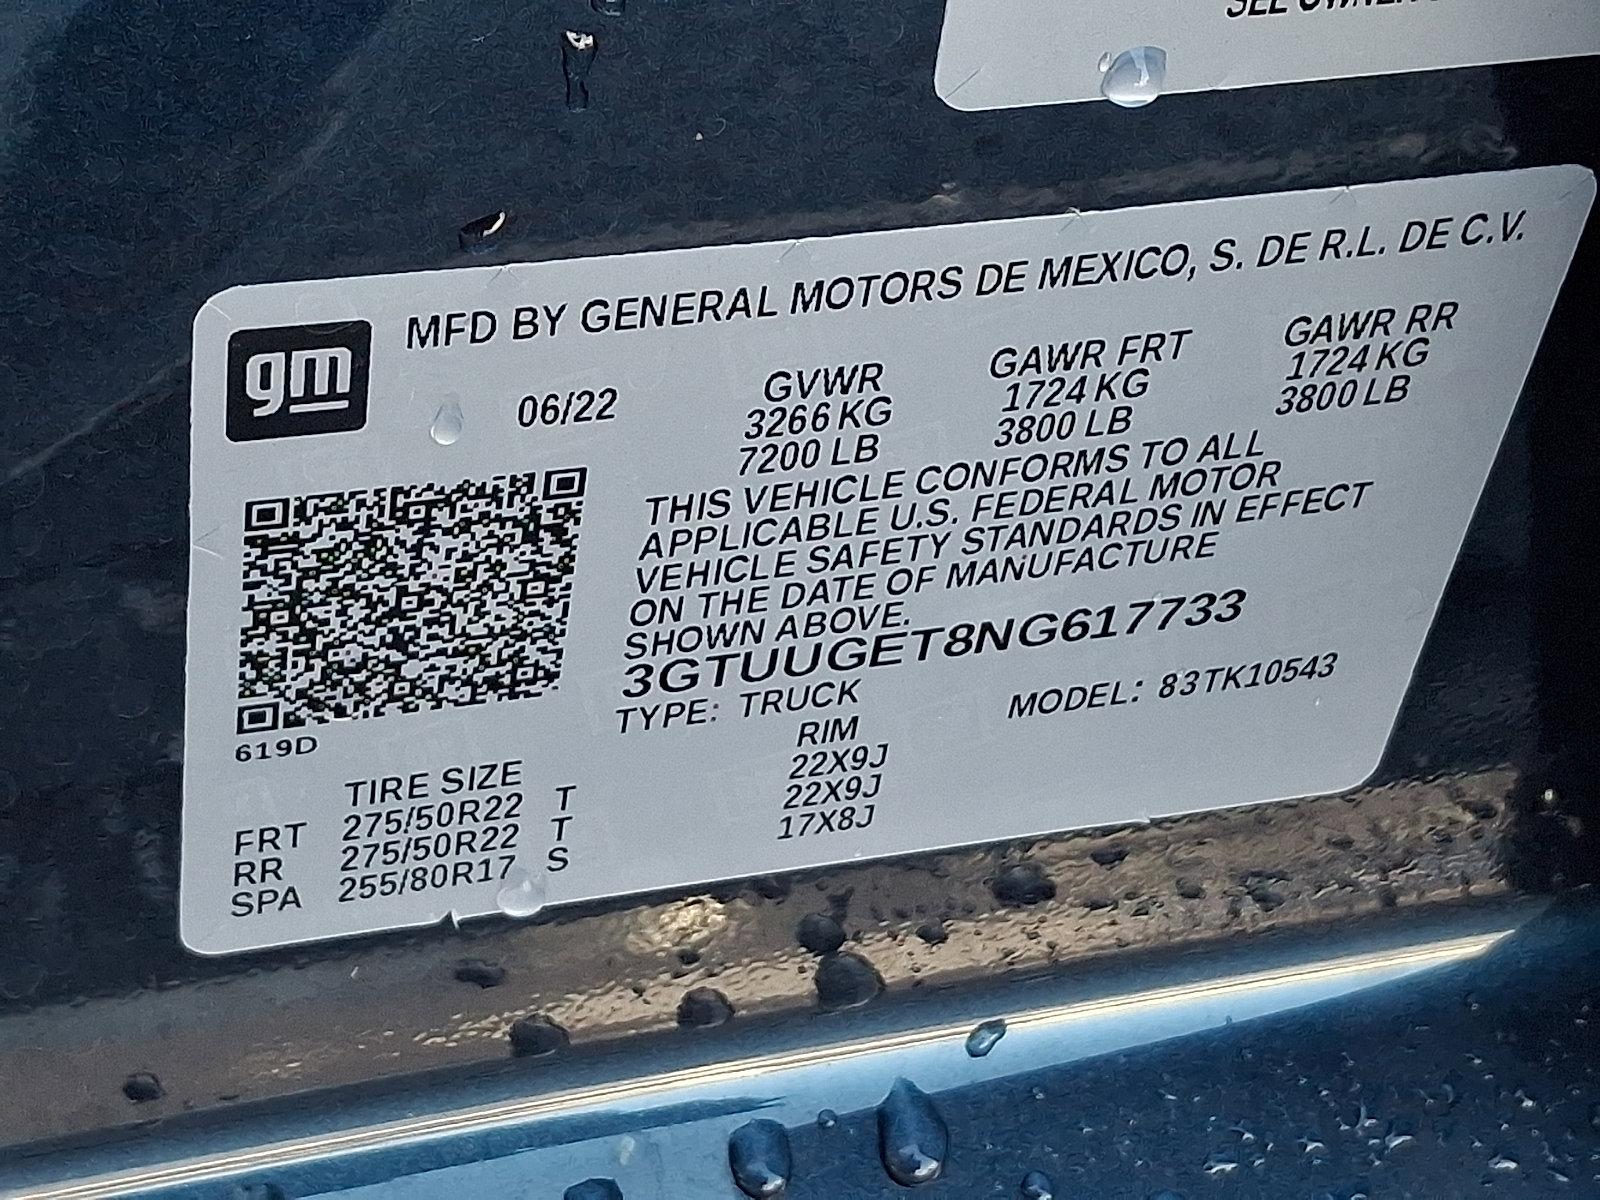 MFD BY GENERAL MOTORS DE MEXICO, S. DE R.L. DE C.V.
gm
06/22
GVWR GAWR FRT GAWR RR
3266 KG 1724 KG 1724 KG
7200 LB 3800 LB 3800 LB
THIS VEHICLE CONFORMS TO ALL
APPLICABLE U.S. FEDERAL MOTOR
VEHICLE SAFETY STANDARDS IN EFFECT
ON THE DATE OF MANUFACTURE
SHOWN ABOVE.
3GTUUGET8NG617733
TYPE: TRUCK MODEL: 83TK10543
619D
TIRE SIZE RIM
FRT 275/50R22 T 22X9J
RR 275/50R22 T 22X9J
SPA 255/80R17 S 17X8J